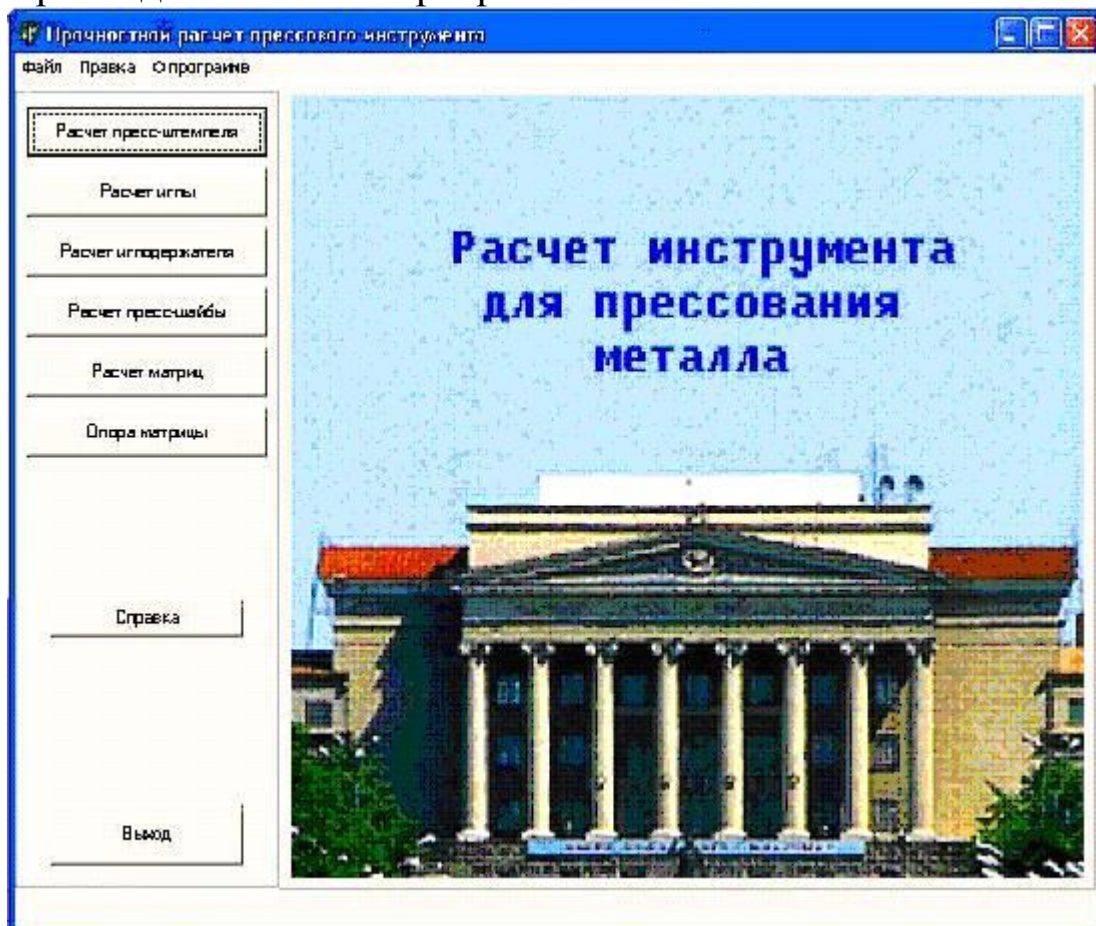 Прочностной расчет прессового инструмента
Файл Правка О программе
Расчет пресс-штемпеля
Расчет иглы
Расчет иглодержателя
Расчет пресс-шайбы
Расчет матриц
Опора матрицы
Справка
Выход
Расчет инструмента
для прессования
металла